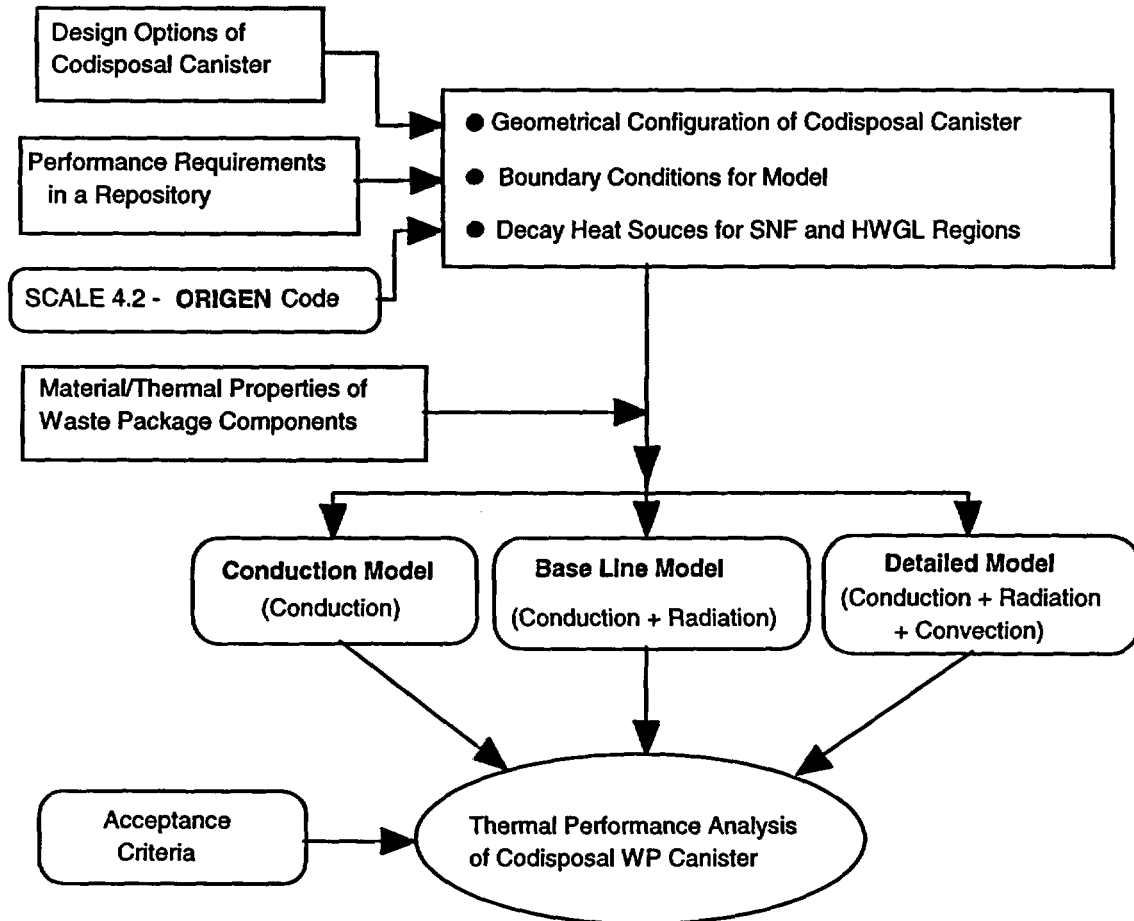 Design Options of
Codisposal Canister
● Geometrical Configuration of Codisposal Canister
Performance Requirements
in a Repository
● Boundary Conditions for Model
● Decay Heat Souces for SNF and HWGL Regions
SCALE 4.2 - ORIGEN Code
Material/Thermal Properties of
Waste Package Components
Conduction Model
(Conduction)
Base Line Model
(Conduction + Radiation)
Detailed Model
(Conduction + Radiation
+ Convection)
Acceptance
Criteria
Thermal Performance Analysis
of Codisposal WP Canister